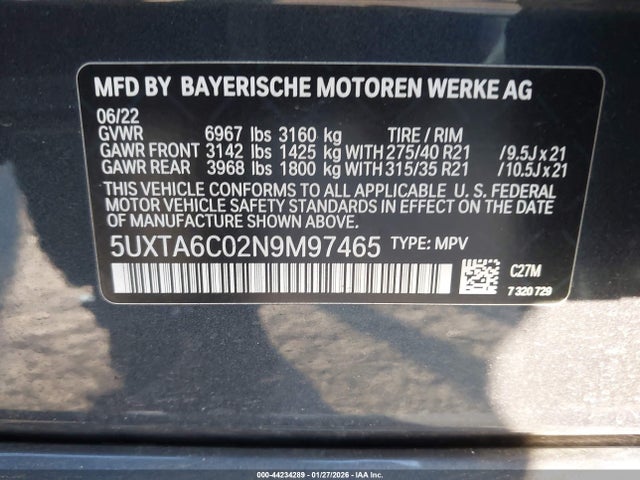 MFD BY BAYERISCHE MOTOREN WERKE AG
06/22
GVWR 6967 lbs 3160 kg TIRE / RIM
GAWR FRONT 3142 lbs 1425 kg WITH 275/40 R21 / 9.5J x 21
GAWR REAR 3968 lbs 1800 kg WITH 315/35 R21 / 10.5J x 21
THIS VEHICLE CONFORMS TO ALL APPLICABLE U. S. FEDERAL
MOTOR VEHICLE SAFETY STANDARDS IN EFFECT ON THE DATE
OF MANUFACTURE SHOWN ABOVE.
5UXTA6C02N9M97465 TYPE: MPV
C27M
7 320 729
000-44234289 - 01/27/2026 - IAA Inc.